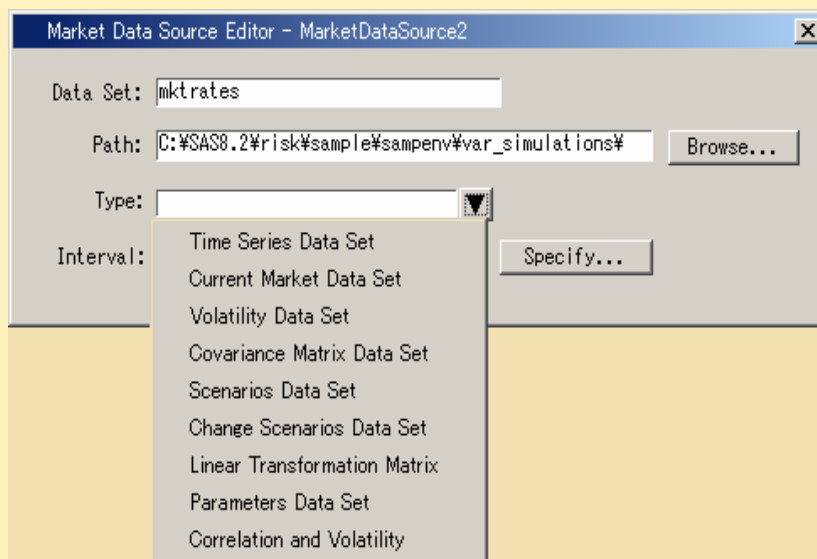 Market Data Source Editor - MarketDataSource2
Data Set: mktrates
Path: C:¥SAS8.2¥risk¥sample¥sampenv¥var_simulations¥ Browse...
Type:
Interval: Specify...
Time Series Data Set
Current Market Data Set
Volatility Data Set
Covariance Matrix Data Set
Scenarios Data Set
Change Scenarios Data Set
Linear Transformation Matrix
Parameters Data Set
Correlation and Volatility